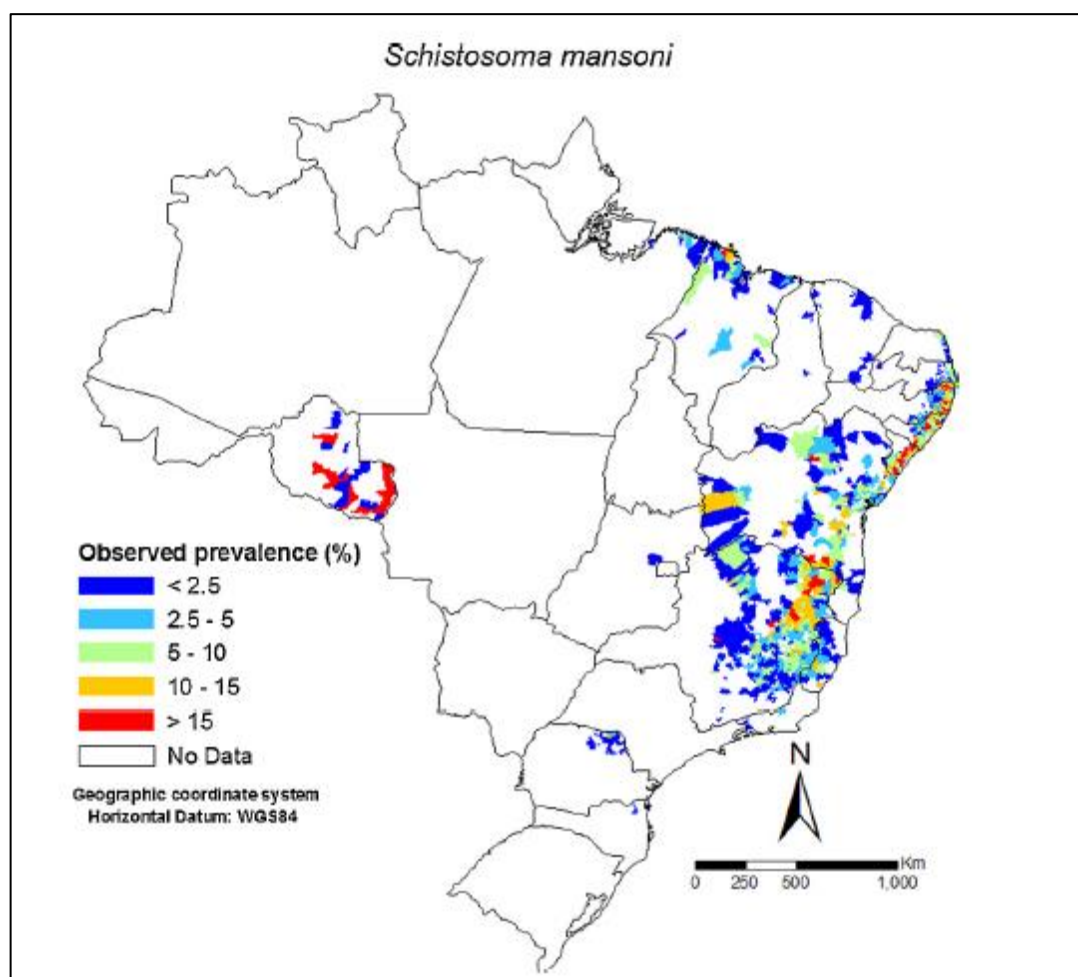 Schistosoma mansoni
Observed prevalence (%)
< 2.5
2.5 - 5
5 - 10
10 - 15
> 15
No Data
Geographic coordinate system
Horizontal Datum: WGS84
N
Km
0 250 500 1,000